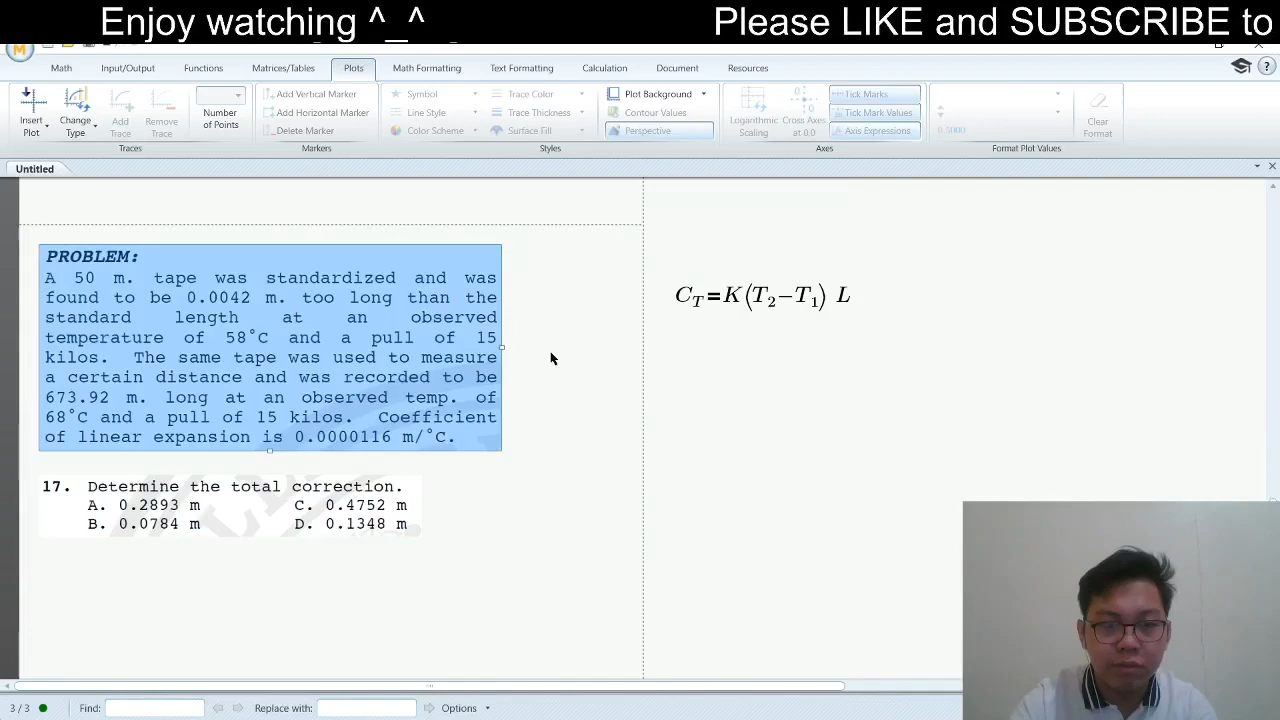 Enjoy watching ^_^
Please LIKE and SUBSCRIBE to
Math
Input/Output
Functions
Matrices/Tables
Plots
Math Formatting
Text Formatting
Calculation
Document
Resources
Insert Plot
Change Type
Add Trace
Remove Trace
Number of Points
Traces
Add Vertical Marker
Add Horizontal Marker
Delete Marker
Markers
Symbol
Line Style
Color Scheme
Trace Color
Trace Thickness
Surface Fill
Styles
Plot Background
Contour Values
Perspective
Logarithmic Scaling
Cross Axes at 0.0
Tick Marks
Tick Mark Values
Axis Expressions
Axes
0.3000
Format Plot Values
Clear Format
Untitled
PROBLEM:
A 50 m. tape was standardized and was
found to be 0.0042 m. too long than the
standard length at an observed
temperature of 58˚C and a pull of 15
kilos. The same tape was used to measure
a certain distance and was recorded to be
673.92 m. long at an observed temp. of
68˚C and a pull of 15 kilos. Coefficient
of linear expansion is 0.0000116 m/˚C.
C_T=K(T_2−T_1) L
17. Determine the total correction.
A. 0.2893 m C. 0.4752 m
B. 0.0784 m D. 0.1348 m
3 / 3
Find:
Replace with:
Options